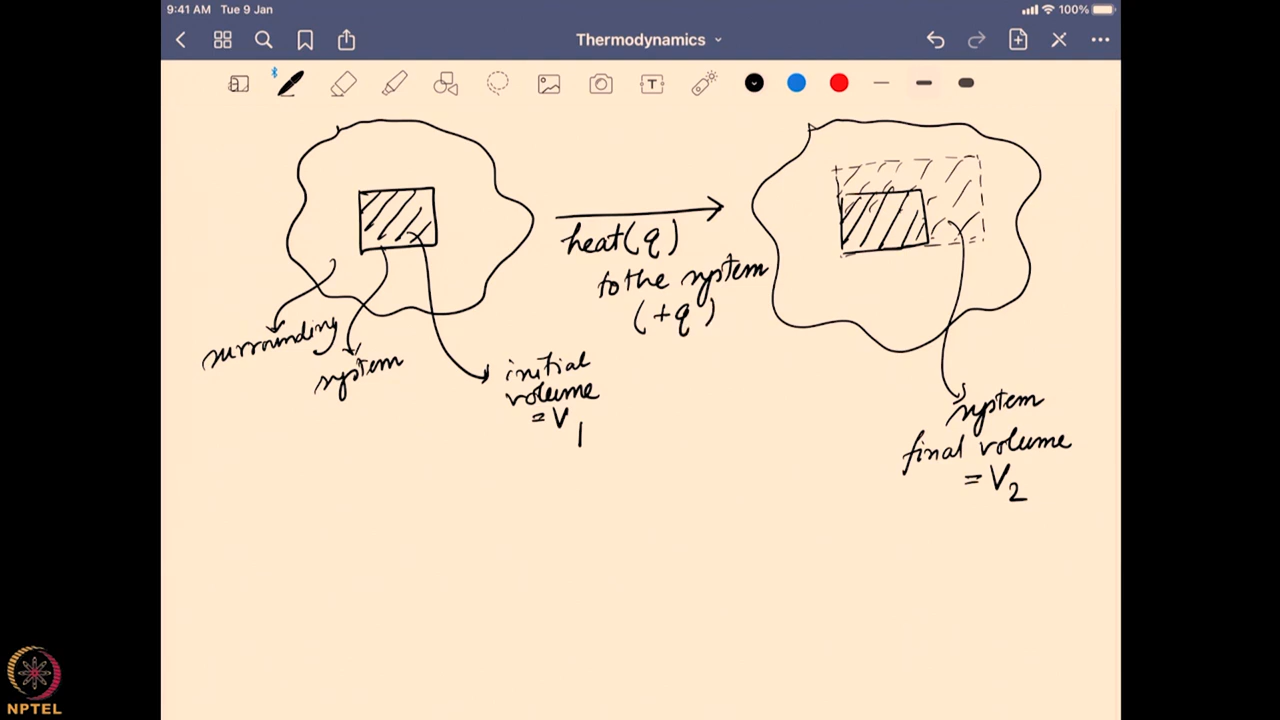 9:41 AM Tue 9 Jan
100%
Thermodynamics
T
heat (q)
to the system
(+q)
surrounding
system
initial
volume
= V1
system
final volume
= V2
NPTEL